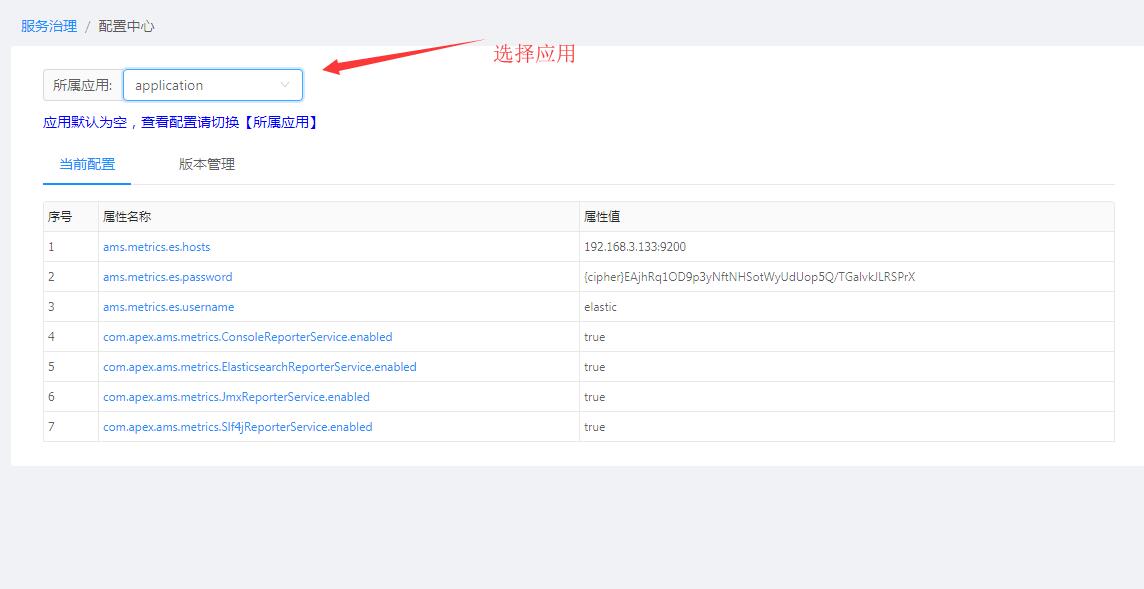 服务治理 / 配置中心
选择应用
所属应用: application
应用默认为空，查看配置请切换【所属应用】
当前配置 版本管理
序号 属性名称 属性值
1 ams.metrics.es.hosts 192.168.3.133:9200
2 ams.metrics.es.password {cipher}EAjhRq1OD9p3yNftNHSotWyUdUop5Q/TGaIvkJLRSPrX
3 ams.metrics.es.username elastic
4 com.apex.ams.metrics.ConsoleReporterService.enabled true
5 com.apex.ams.metrics.ElasticsearchReporterService.enabled true
6 com.apex.ams.metrics.JmxReporterService.enabled true
7 com.apex.ams.metrics.Slf4jReporterService.enabled true